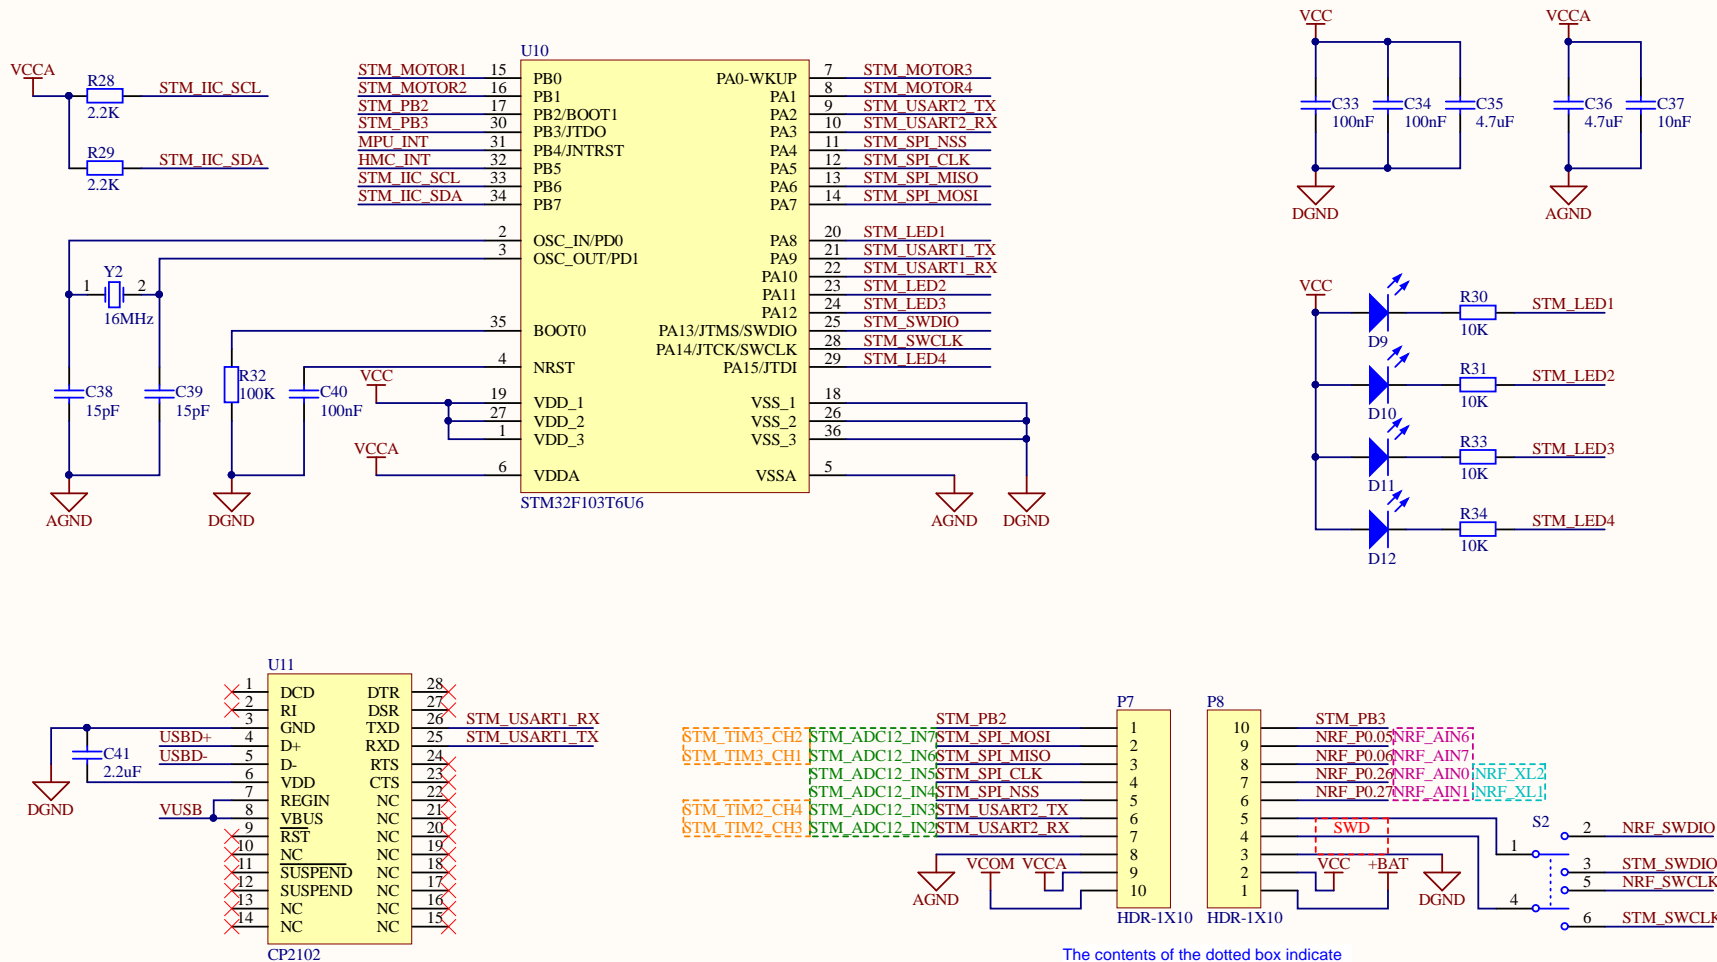 VCCA
R28
2.2K
STM_IIC_SCL
R29
2.2K
STM_IIC_SDA
U10
STM_MOTOR1 15 PB0
STM_MOTOR2 16 PB1
STM_PB2 17 PB2/BOOT1
STM_PB3 30 PB3/JTDO
MPU_INT 31 PB4/JNTRST
HMC_INT 32 PB5
STM_IIC_SCL 33 PB6
STM_IIC_SDA 34 PB7
2 OSC_IN/PD0
3 OSC_OUT/PD1
35 BOOT0
4 NRST
19 VDD_1
27 VDD_2
1 VDD_3
6 VDDA
PA0-WKUP 7 STM_MOTOR3
PA1 8 STM_MOTOR4
PA2 9 STM_USART2_TX
PA3 10 STM_USART2_RX
PA4 11 STM_SPI_NSS
PA5 12 STM_SPI_CLK
PA6 13 STM_SPI_MISO
PA7 14 STM_SPI_MOSI
PA8 20 STM_LED1
PA9 21 STM_USART1_TX
PA10 22 STM_USART1_RX
PA11 23 STM_LED2
PA12 24 STM_LED3
PA13/JTMS/SWDIO 25 STM_SWDIO
PA14/JTCK/SWCLK 28 STM_SWCLK
PA15/JTDI 29 STM_LED4
VSS_1 18
VSS_2 26
VSS_3 36
VSSA 5
STM32F103T6U6
AGND
DGND
Y2
1 2
16MHz
C38
15pF
C39
15pF
AGND
R32
100K
C40
100nF
DGND
VCC
VCCA
VCC
C33
100nF
C34
100nF
C35
4.7uF
DGND
VCCA
C36
4.7uF
C37
10nF
AGND
VCC
D9
R30
10K
STM_LED1
D10
R31
10K
STM_LED2
D11
R33
10K
STM_LED3
D12
R34
10K
STM_LED4
U11
1 DCD DTR 28
2 RI DSR 27
3 GND TXD 26 STM_USART1_RX
USBD+ 4 D+ RXD 25 STM_USART1_TX
USBD- 5 D- RTS 24
6 VDD CTS 23
7 REGIN NC 22
VUSB 8 VBUS NC 21
9 RST NC 20
10 NC NC 19
11 SUSPEND NC 18
12 SUSPEND NC 17
13 NC NC 16
14 NC NC 15
CP2102
C41
2.2uF
DGND
P7
STM_PB2 1
STM_TIM3_CH2 STM_ADC12_IN7 STM_SPI_MOSI 2
STM_TIM3_CH1 STM_ADC12_IN6 STM_SPI_MISO 3
STM_ADC12_IN5 STM_SPI_CLK 4
STM_ADC12_IN4 STM_SPI_NSS 5
STM_TIM2_CH4 STM_ADC12_IN3 STM_USART2_TX 6
STM_TIM2_CH3 STM_ADC12_IN2 STM_USART2_RX 7
8
VCOM VCCA 9
AGND 10
HDR-1X10
P8
10 STM_PB3
9 NRF_P0.05 NRF_AIN6
8 NRF_P0.06 NRF_AIN7
7 NRF_P0.26 NRF_AIN0 NRF_XL2
6 NRF_P0.27 NRF_AIN1 NRF_XL1
5
4 SWD
3
2 VCC +BAT
1 DGND
HDR-1X10
S2
1
4
2 NRF_SWDIO
3 STM_SWDIO
5 NRF_SWCLK
6 STM_SWCLK
The contents of the dotted box indicate